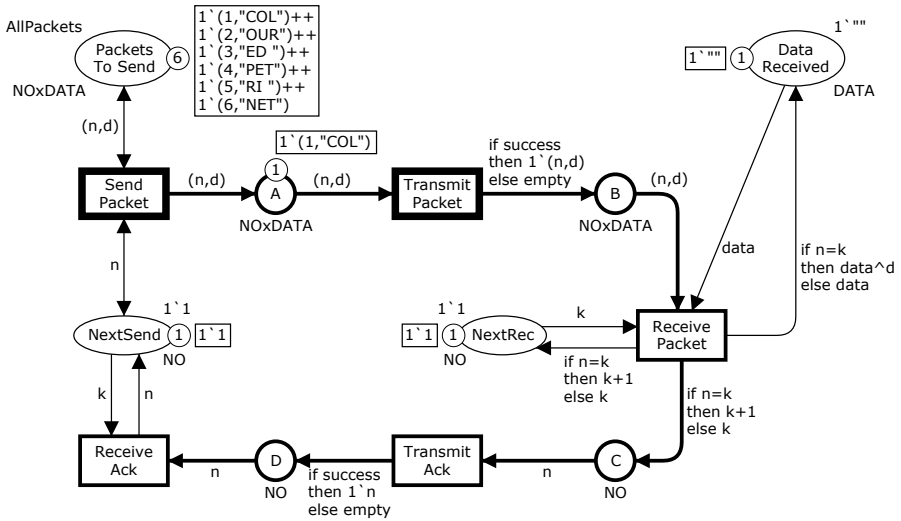 AllPackets
Packets
To Send
6
1`(1,"COL")++
1`(2,"OUR")++
1`(3,"ED ")++
1`(4,"PET")++
1`(5,"RI ")++
1`(6,"NET")
NOxDATA
1`""
1`""
1
Data
Received
DATA
(n,d)
1`(1,"COL")
1
Send
Packet
(n,d)
A
NOxDATA
(n,d)
Transmit
Packet
if success
then 1`(n,d)
else empty
B
NOxDATA
(n,d)
data
if n=k
then data^d
else data
n
1`1
NextSend
1
1`1
NO
1`1
1`1
1
NextRec
NO
k
if n=k
then k+1
else k
Receive
Packet
if n=k
then k+1
else k
k
n
Receive
Ack
n
D
NO
if success
then 1`n
else empty
Transmit
Ack
n
C
NO